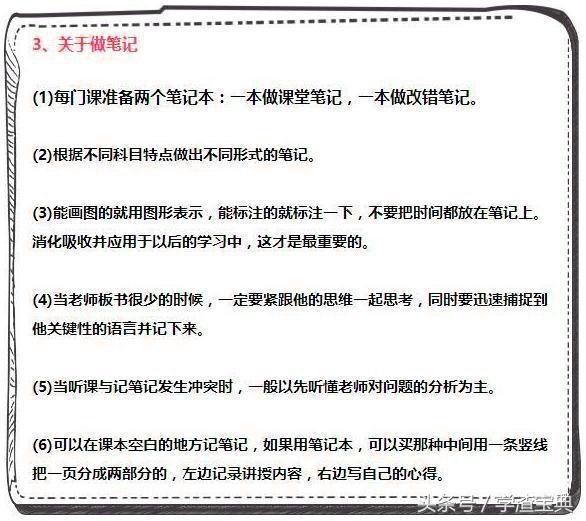 3、关于做笔记
(1)每门课准备两个笔记本：一本做课堂笔记，一本做改错笔记。
(2)根据不同科目特点做出不同形式的笔记。
(3)能画图的就用图形表示，能标注的就标注一下，不要把时间都放在笔记上。
消化吸收并应用于以后的学习中，这才是最重要的。
(4)当老师板书很少的时候，一定要紧跟他的思维一起思考，同时要迅速捕捉到
他关键性的语言并记下来。
(5)当听课与记笔记发生冲突时，一般以先听懂老师对问题的分析为主。
(6)可以在课本空白的地方记笔记，如果用笔记本，可以买那种中间用一条竖线
把一页分成两部分的，左边记录讲授内容，右边写自己的心得。
头条号／学渣宝典